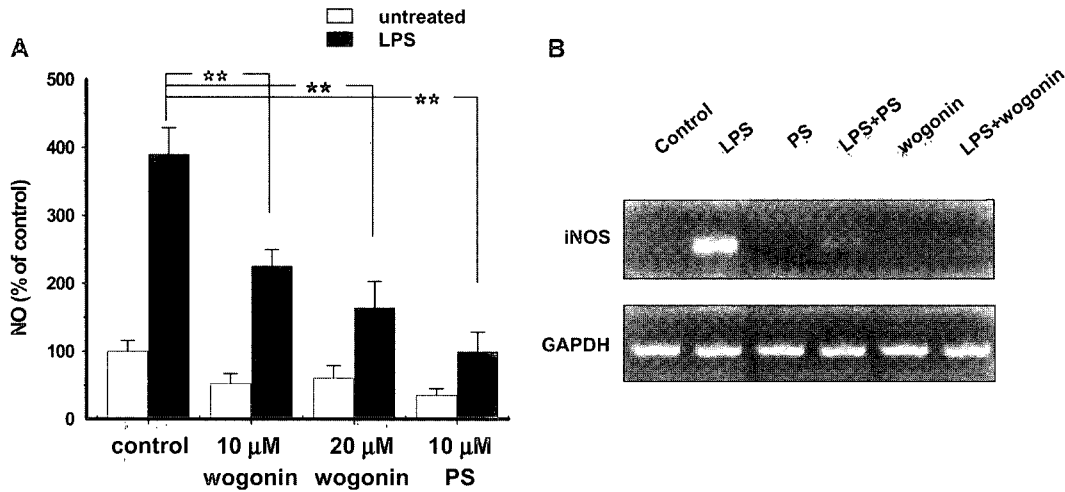 untreated
LPS
A
B
500
400
300
200
100
0
NO (% of control)
☆☆
**
**
control
10 µM
wogonin
20 µM
wogonin
10 µM
PS
Control
LPS
PS
LPS+PS
wogonin
LPS+wogonin
iNOS
GAPDH